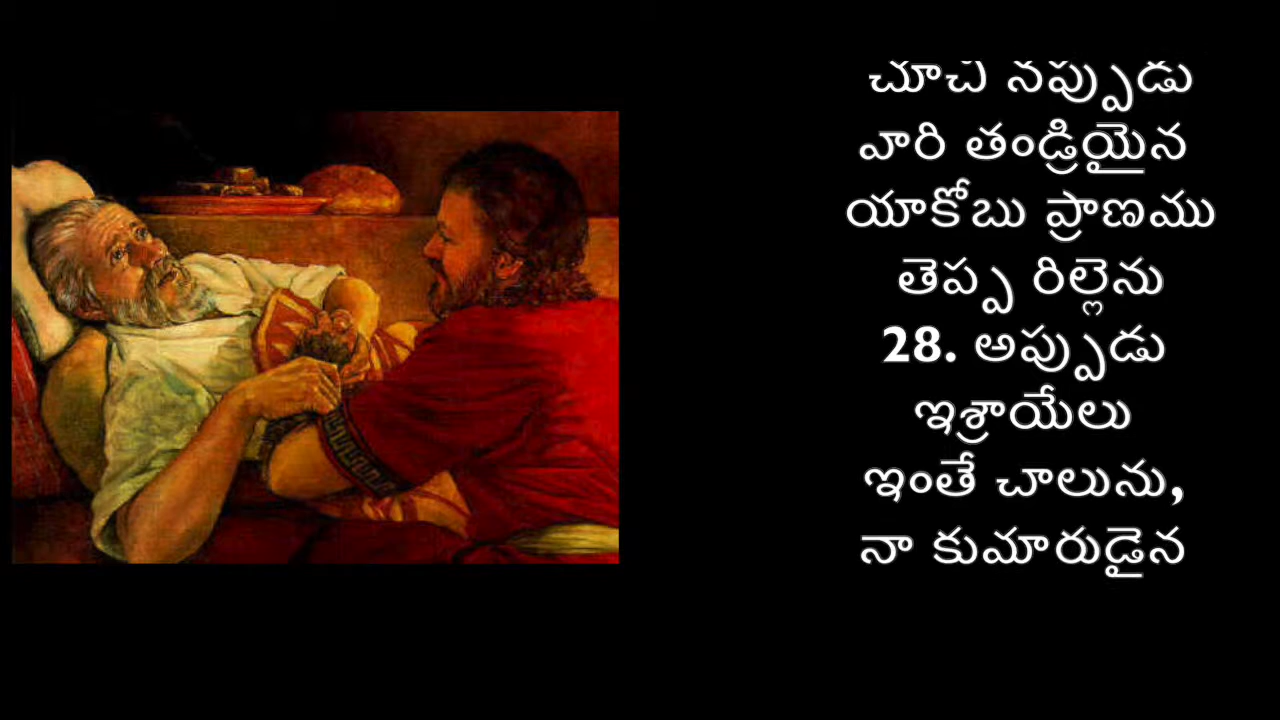 చూచి నప్పుడు
వారి తండ్రియైన
యాకోబు ప్రాణము
తెప్ప రిల్లెను
28. అప్పుడు
ఇశ్రాయేలు
ఇంతే చాలును,
నా కుమారుడైన